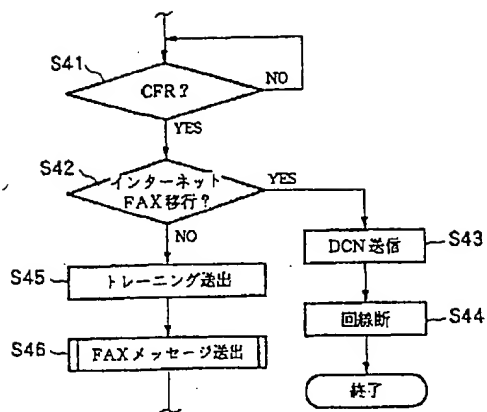 S41
CFR?
NO
YES
S42
インターネット
FAX移行?
YES
NO
S43
DCN送信
S45
トレーニング送出
S44
回線断
S46
FAXメッセージ送出
終了